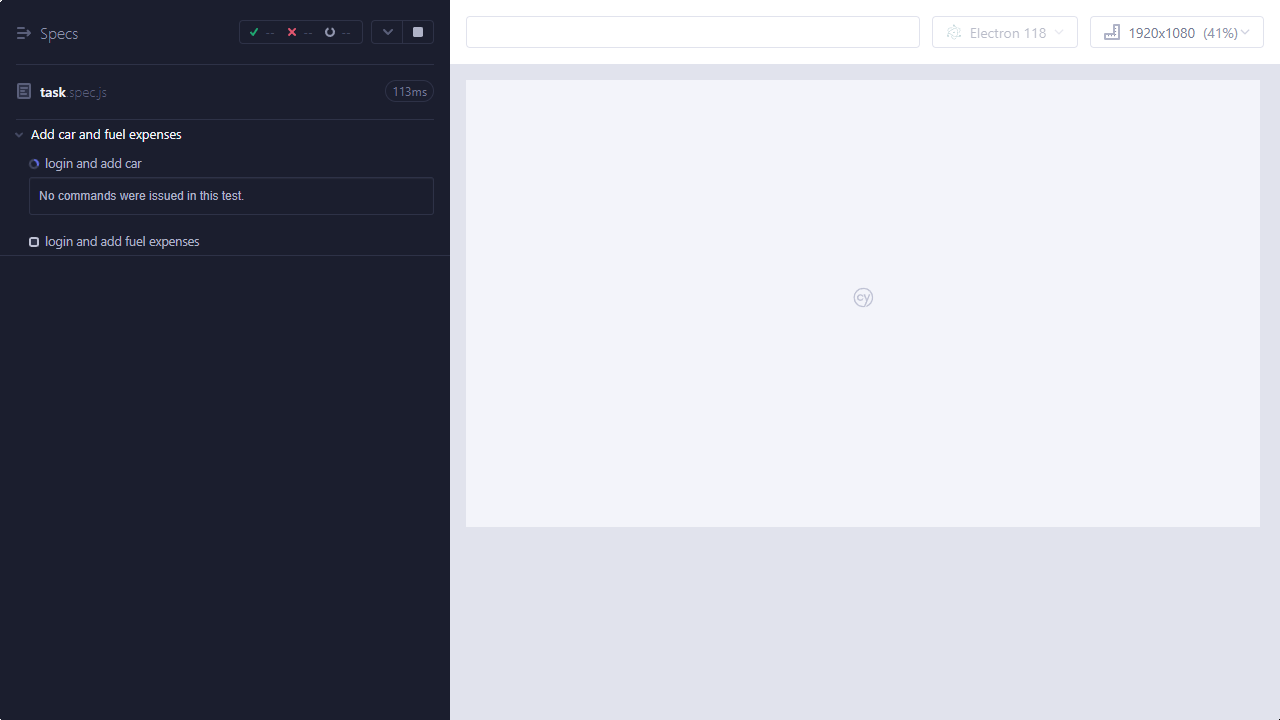 Specs
--
--
--
task.spec.js
113ms
Add car and fuel expenses
login and add car
No commands were issued in this test.
login and add fuel expenses
Electron 118
1920x1080 (41%)
cy